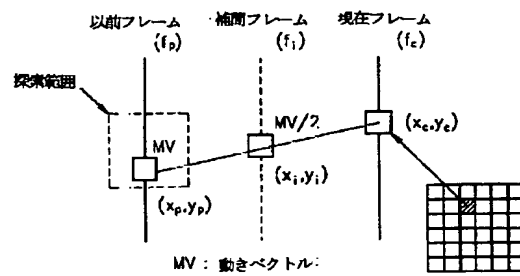 以前フレーム 補間フレーム 現在フレーム
(fp) (fi) (fc)
探索範囲
MV MV/2 (xc,yc)
(xp,yp) (xi,yi)
MV : 動きベクトル